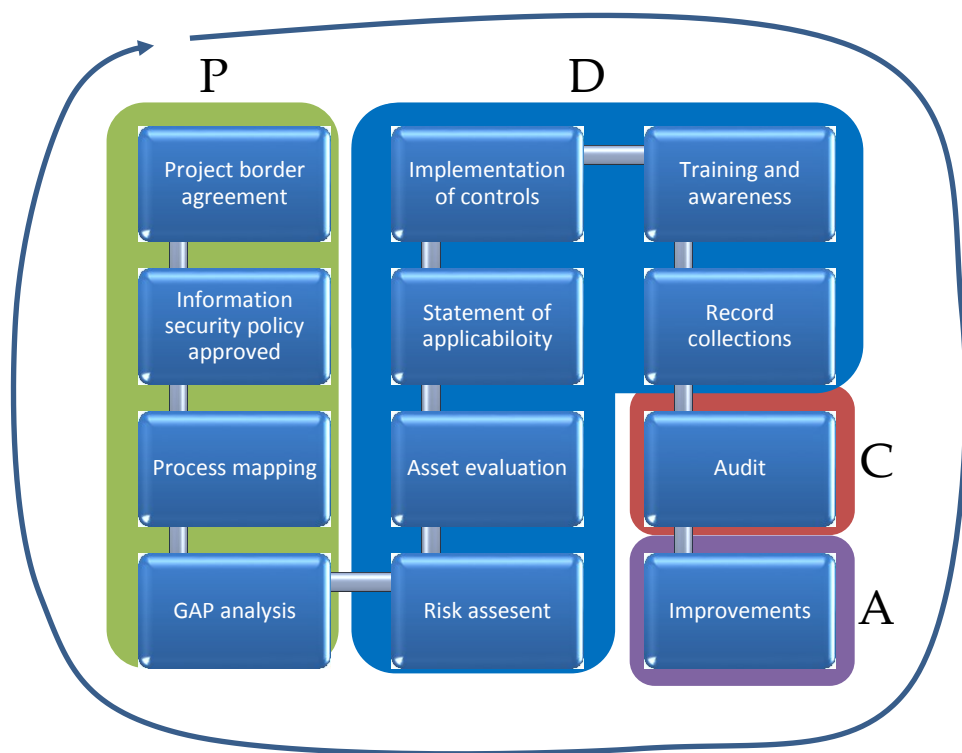 P
Project border
agreement
Information
security policy
approved
Process mapping
GAP analysis
D
Implementation
of controls
Statement of
applicabiloity
Asset evaluation
Risk assesent
Training and
awareness
Record
collections
Audit
C
Improvements
A